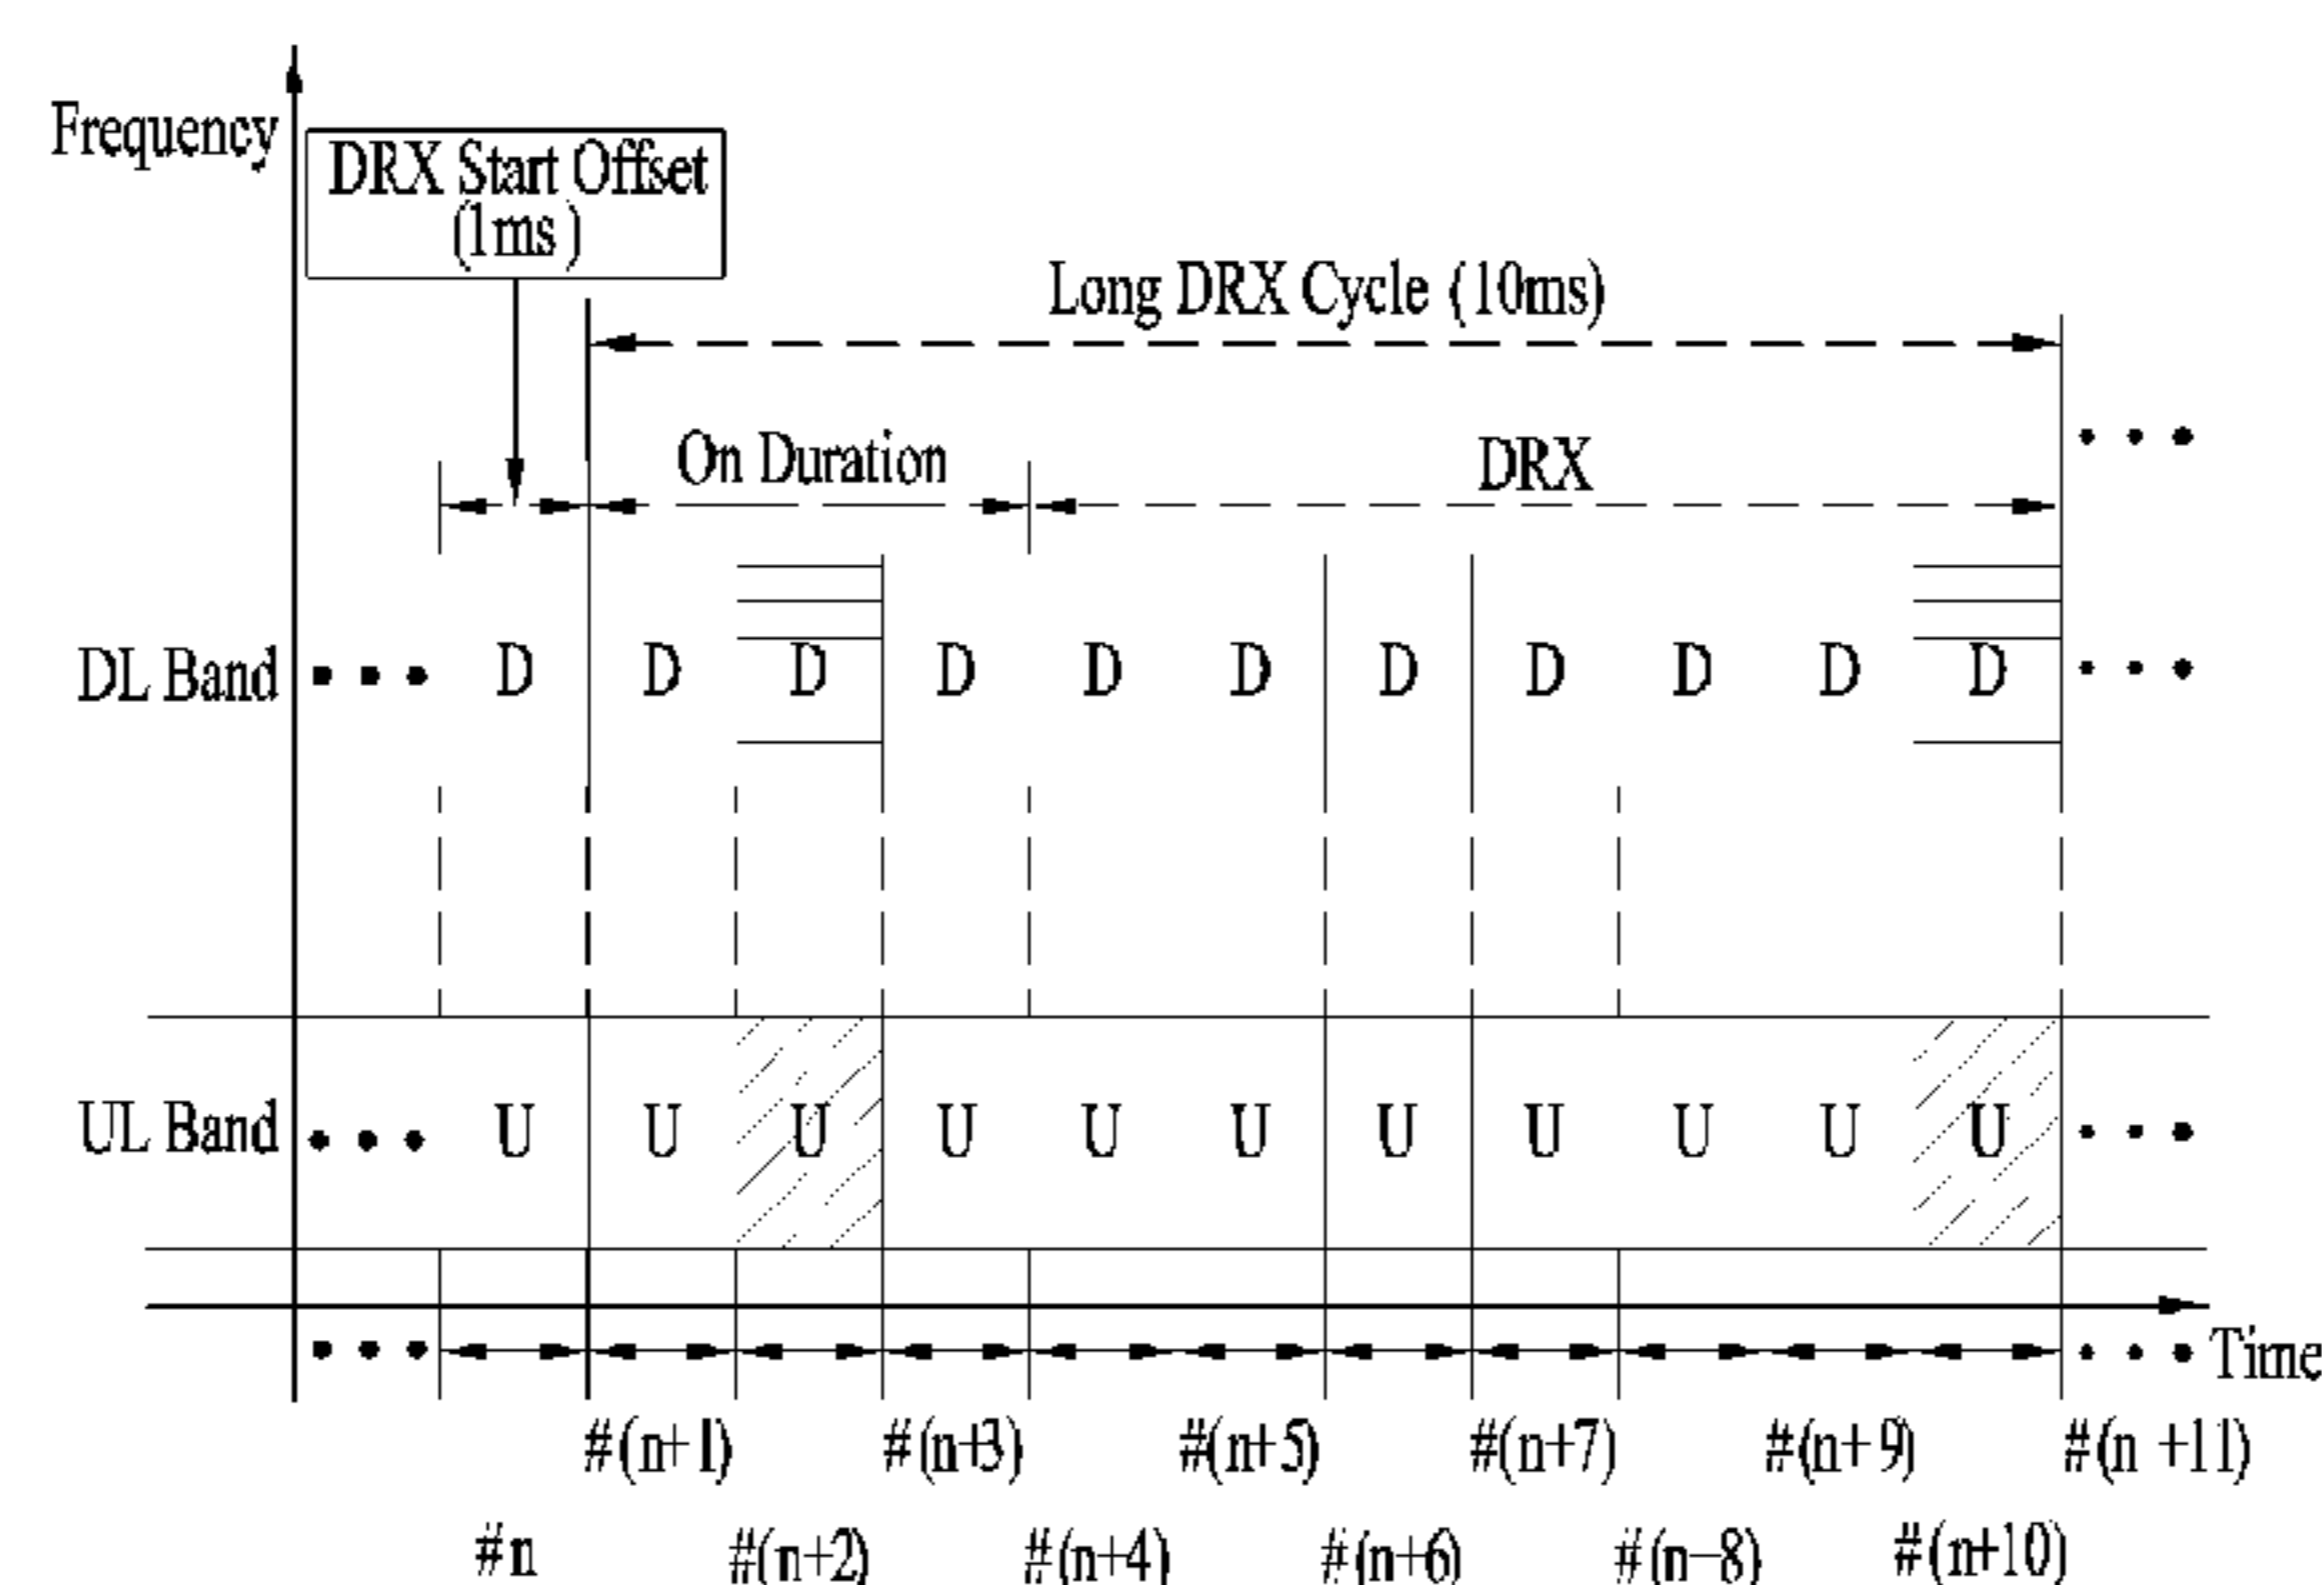 Frequency
DRX Start Offset
(1ms)
Long DRX Cycle (10ms)
On Duration
DRX
DL Band ••• D D D D D D D D D D D •••
UL Band ••• U U U U U U U U U U U •••
Time
#(n+1) #(n+3) #(n+5) #(n+7) #(n+9) #(n +11)
#n #(n+2) #(n+4) #(n+6) #(n−8) #(n+10)